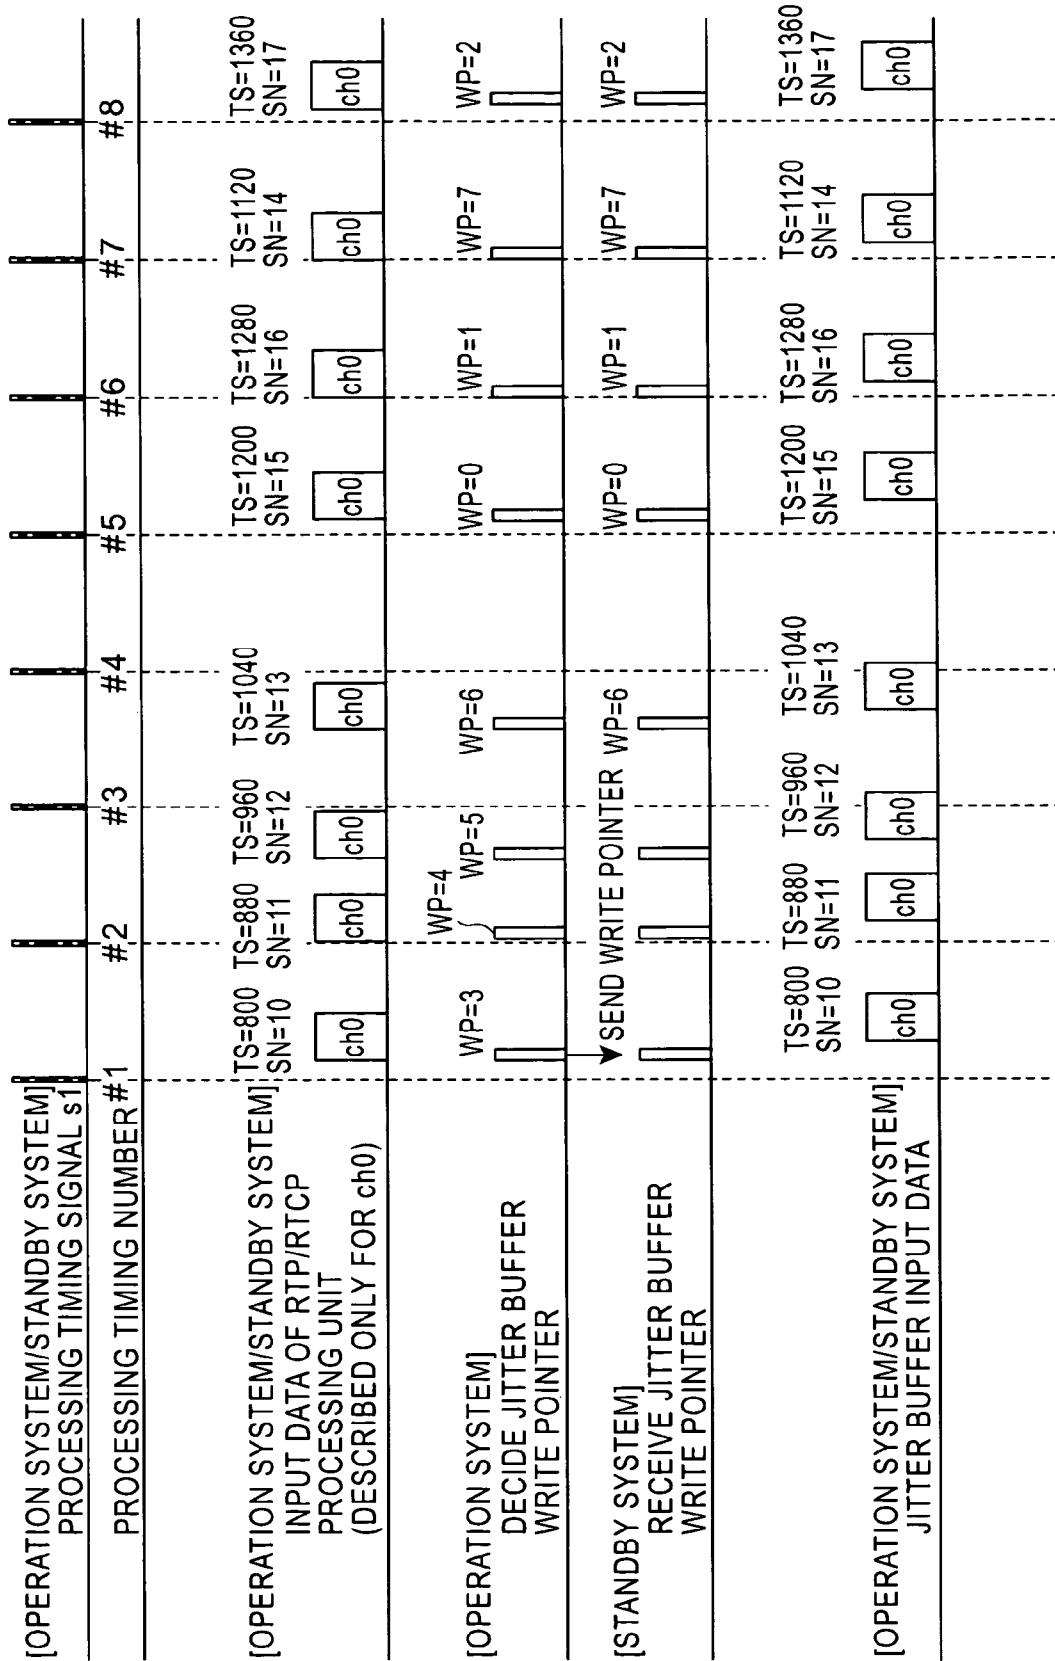 [OPERATION SYSTEM/STANDBY SYSTEM]
PROCESSING TIMING SIGNAL s1
PROCESSING TIMING NUMBER
#1 #2 #3 #4 #5 #6 #7 #8
[OPERATION SYSTEM/STANDBY SYSTEM]
INPUT DATA OF RTP/RTCP
PROCESSING UNIT
(DESCRIBED ONLY FOR ch0)
TS=800 TS=880 TS=960 TS=1040 TS=1200 TS=1280 TS=1120 TS=1360
SN=10 SN=11 SN=12 SN=13 SN=15 SN=16 SN=14 SN=17
ch0 ch0 ch0 ch0 ch0 ch0 ch0 ch0
[OPERATION SYSTEM]
DECIDE JITTER BUFFER
WRITE POINTER
WP=3 WP=4 WP=5 WP=6 WP=0 WP=1 WP=7 WP=2
SEND WRITE POINTER
[STANDBY SYSTEM]
RECEIVE JITTER BUFFER
WRITE POINTER
WP=6 WP=0 WP=1 WP=7 WP=2
[OPERATION SYSTEM/STANDBY SYSTEM]
JITTER BUFFER INPUT DATA
TS=800 TS=880 TS=960 TS=1040 TS=1200 TS=1280 TS=1120 TS=1360
SN=10 SN=11 SN=12 SN=13 SN=15 SN=16 SN=14 SN=17
ch0 ch0 ch0 ch0 ch0 ch0 ch0 ch0